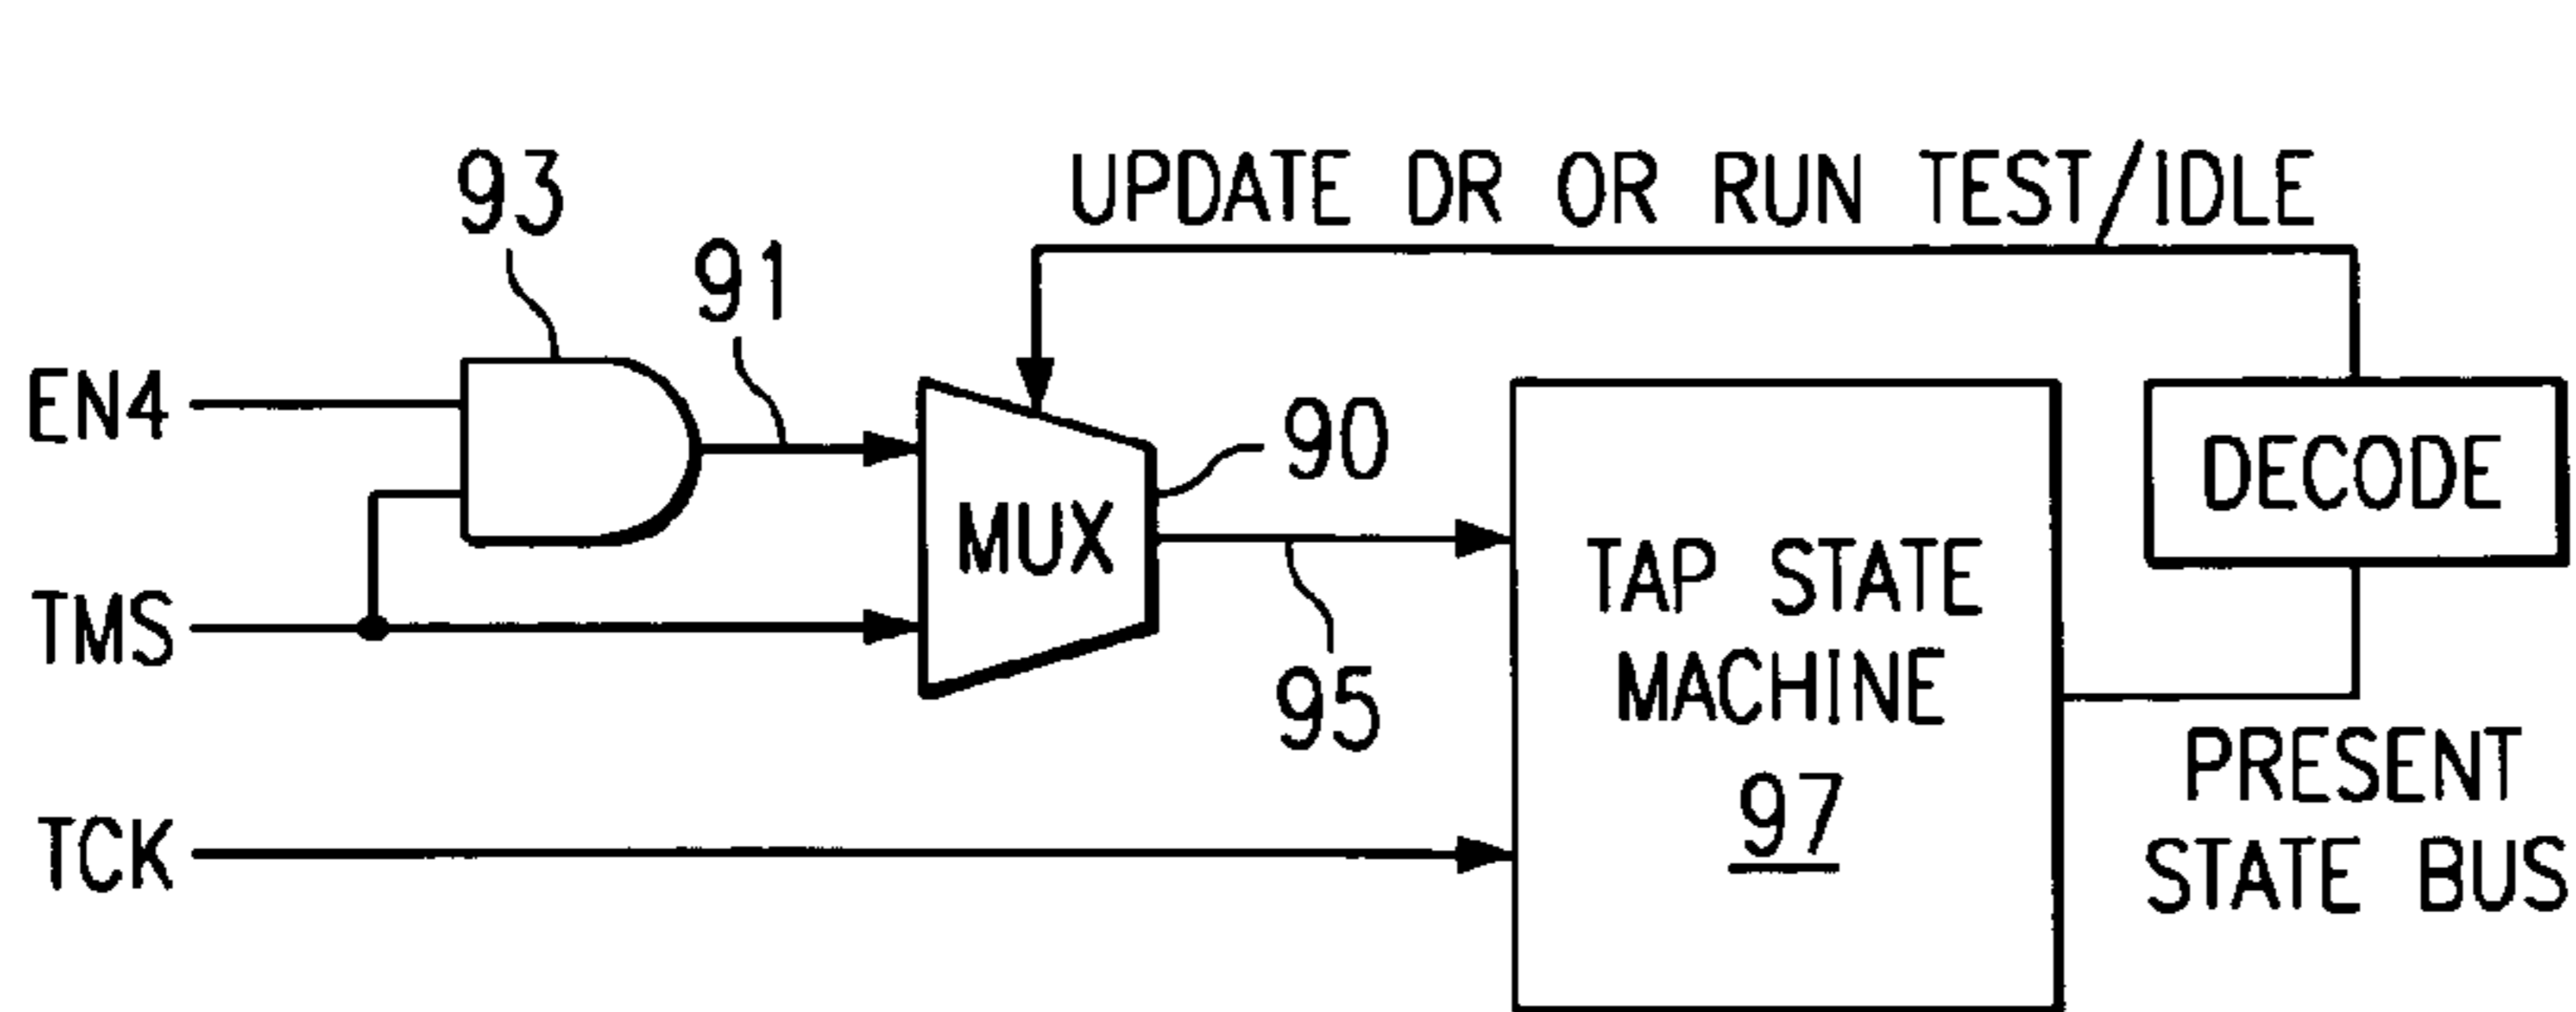 UPDATE DR OR RUN TEST/IDLE
93
91
EN4
90
DECODE
MUX
TAP STATE
MACHINE
97
TMS
95
PRESENT
STATE BUS
TCK